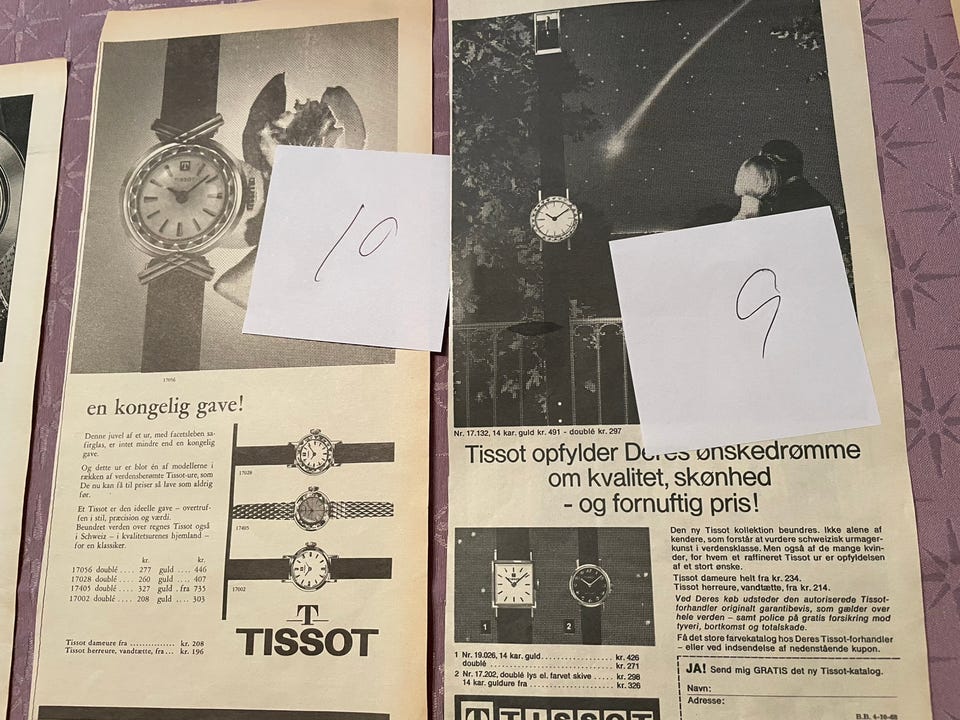 T
TISSOT
10
17056
en kongelig gave!
Denne juvel af et ur, med facetsleben sa-
firglas, er intet mindre end en kongelig
gave.
Og dette ur er blot én af modellerne i
rækken af verdensberømte Tissot-ure, som
De nu kan få til priser så lave som aldrig
før.
Et Tissot er den ideelle gave – overtruf-
fen i stil, præcision og værdi.
Beundret verden over regnes Tissot også
i Schweiz – i kvalitetsurenes hjemland –
for en klassiker.
kr. kr.
17056 doublé .... 277 guld .... 446
17028 doublé .... 260 guld .... 407
17405 doublé .... 327 guld . fra 735
17002 doublé .... 208 guld .... 303
Tissot dameure fra ............... kr. 208
Tissot herreure, vandtætte, fra ... kr. 196
17028
17405
17002
T
TISSOT
9
Nr. 17.132, 14 kar. guld kr. 491 - doublé kr. 297
Tissot opfylder Deres ønskedrømme
om kvalitet, skønhed
- og fornuftig pris!
1
2
1 Nr. 19.026, 14 kar. guld ........................ kr. 426
doublé ........................................ kr. 271
2 Nr. 17.202, doublé lys el. farvet skive ..... kr. 298
14 kar. guldure fra ........................... kr. 326
T TISSOT
Den ny Tissot kollektion beundres. Ikke alene af
kendere, som forstår at vurdere schweizisk urmager-
kunst i verdensklasse. Men også af de mange kvin-
der, for hvem et raffineret Tissot ur er opfyldelsen
af et stort ønske.
Tissot dameure helt fra kr. 234.
Tissot herreure, vandtætte, fra kr. 214.
Ved Deres køb udsteder den autoriserede Tissot-
forhandler originalt garantibevis, som gælder over
hele verden – samt police på gratis forsikring mod
tyveri, bortkomst og totalskade.
Få det store farvekatalog hos Deres Tissot-forhandler
– eller ved indsendelse af nedenstående kupon.
JA! Send mig GRATIS det ny Tissot-katalog.
Navn:
Adresse:
B.B. 4-10-68